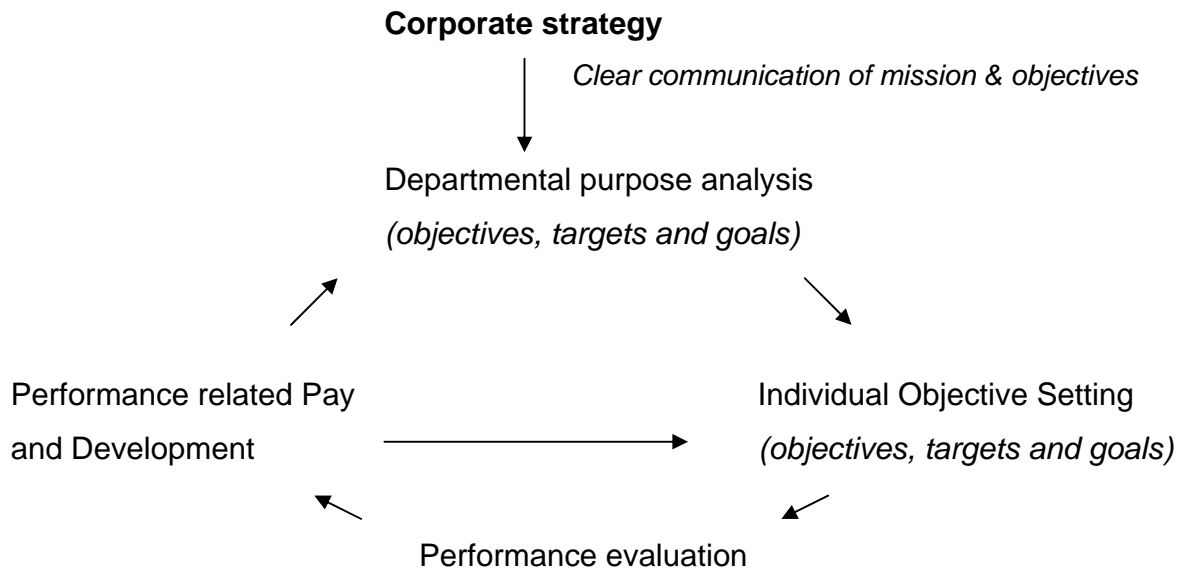 Corporate strategy
Clear communication of mission & objectives
Departmental purpose analysis
(objectives, targets and goals)
Performance related Pay
and Development
Individual Objective Setting
(objectives, targets and goals)
Performance evaluation